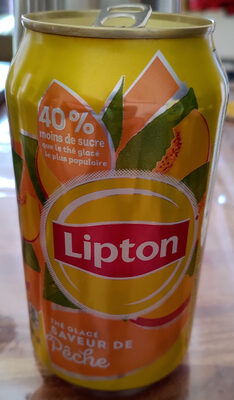 40%
moins de sucre
que le thé glacé
le plus populaire
Lipton
THÉ GLACÉ
SAVEUR DE
Pêche